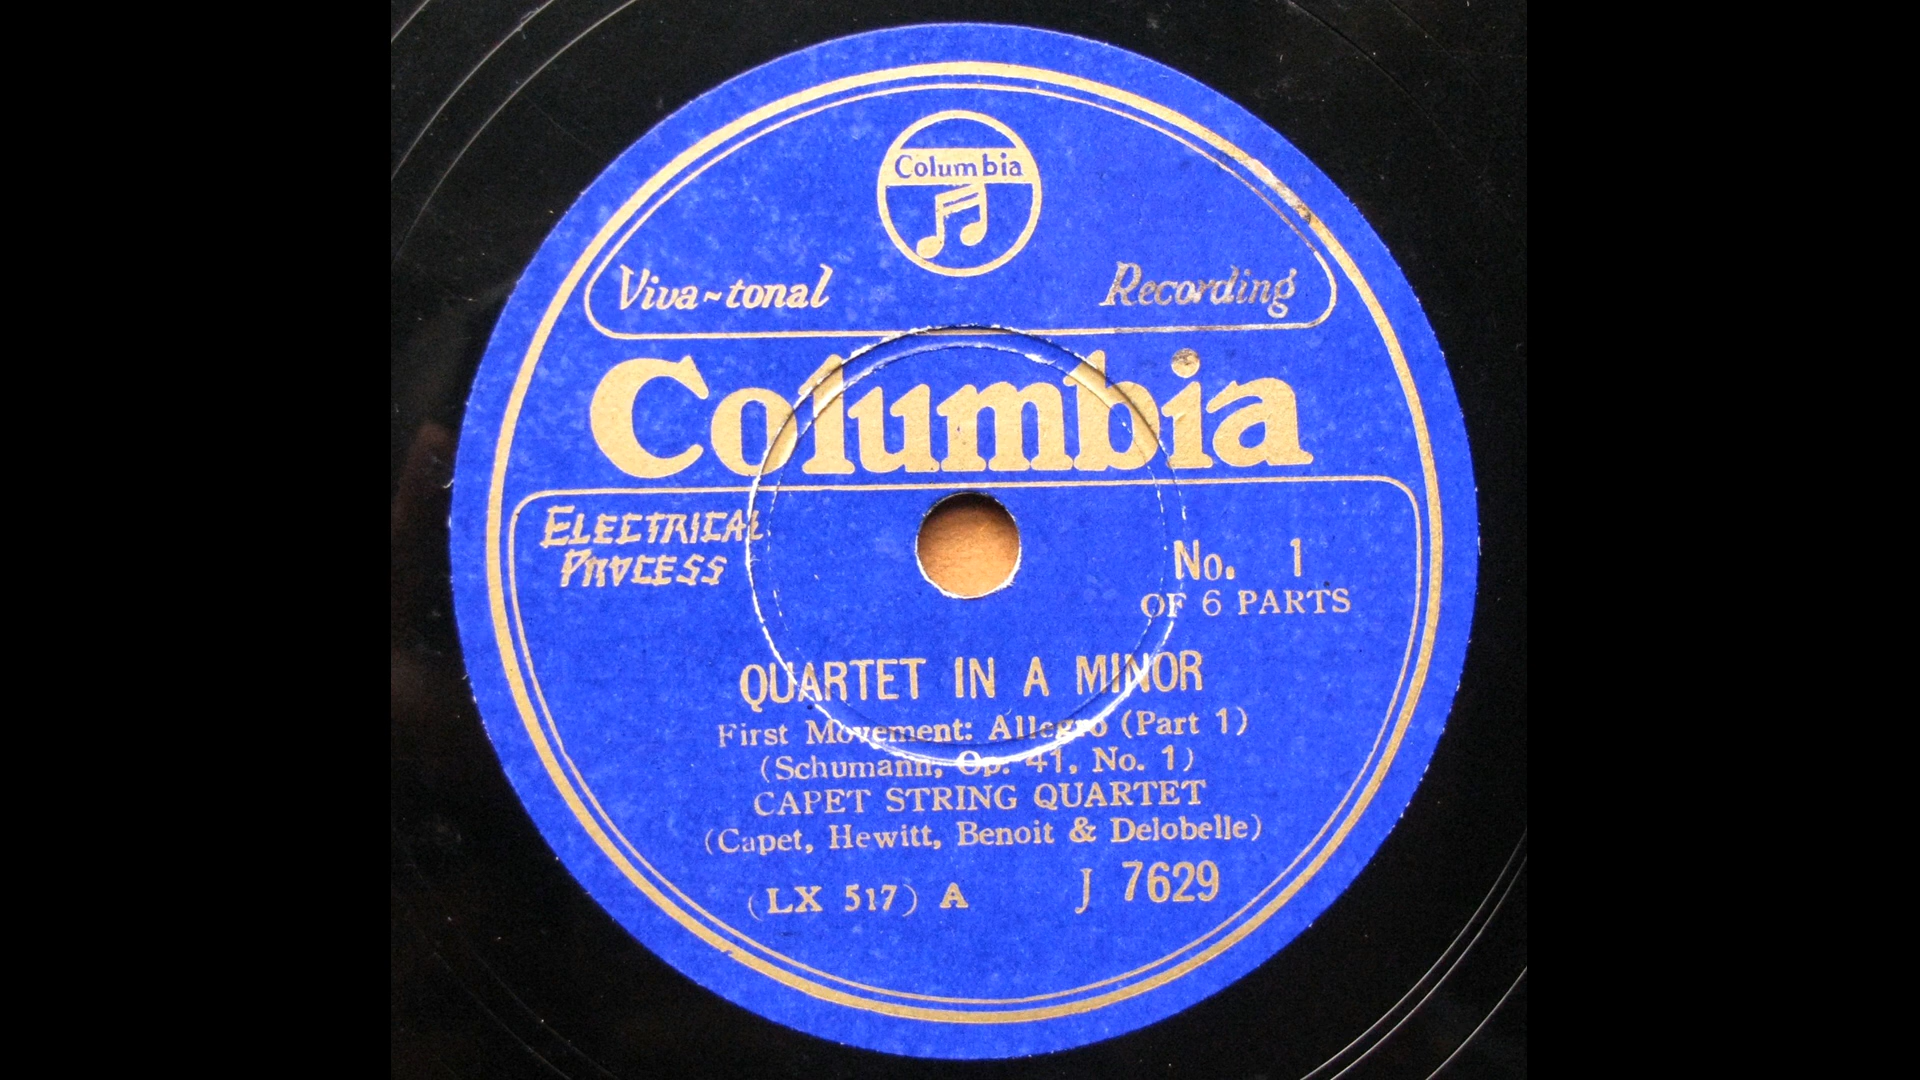 Columbia
Viva-tonal Recording
Columbia
ELECTRICAL
PROCESS
No. 1
OF 6 PARTS
QUARTET IN A MINOR
First Movement: Allegro (Part 1)
(Schumann, Op. 41, No. 1)
CAPET STRING QUARTET
(Capet, Hewitt, Benoit & Delobelle)
(LX 517) A J 7629